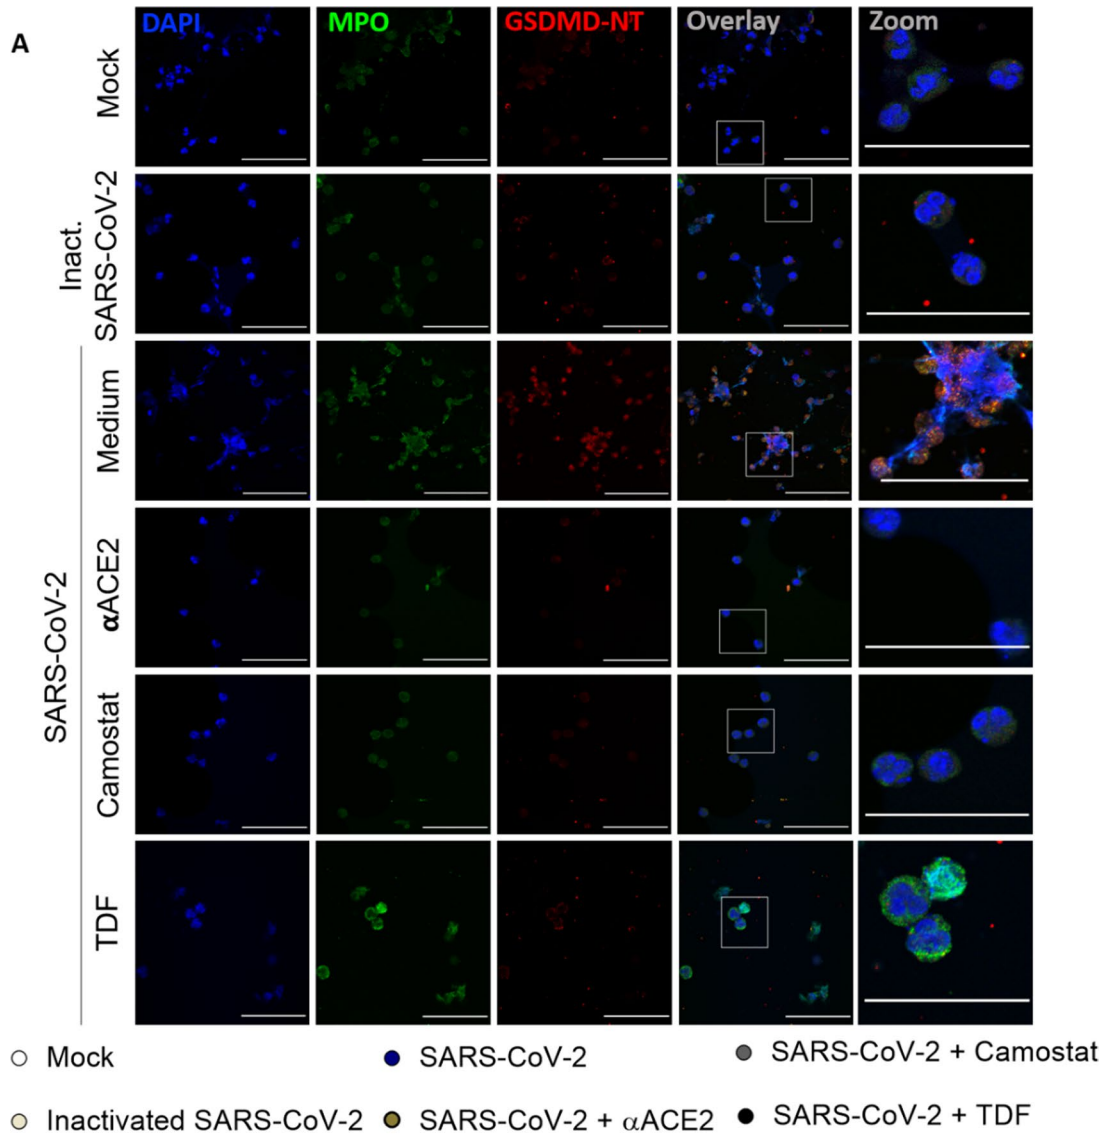 A
DAPI MPO GSDMD-NT Overlay Zoom
Mock
Inact.
SARS-CoV-2
Medium
αACE2
Camostat
TDF
SARS-CoV-2
Mock SARS-CoV-2 SARS-CoV-2 + Camostat
Inactivated SARS-CoV-2 SARS-CoV-2 + αACE2 SARS-CoV-2 + TDF